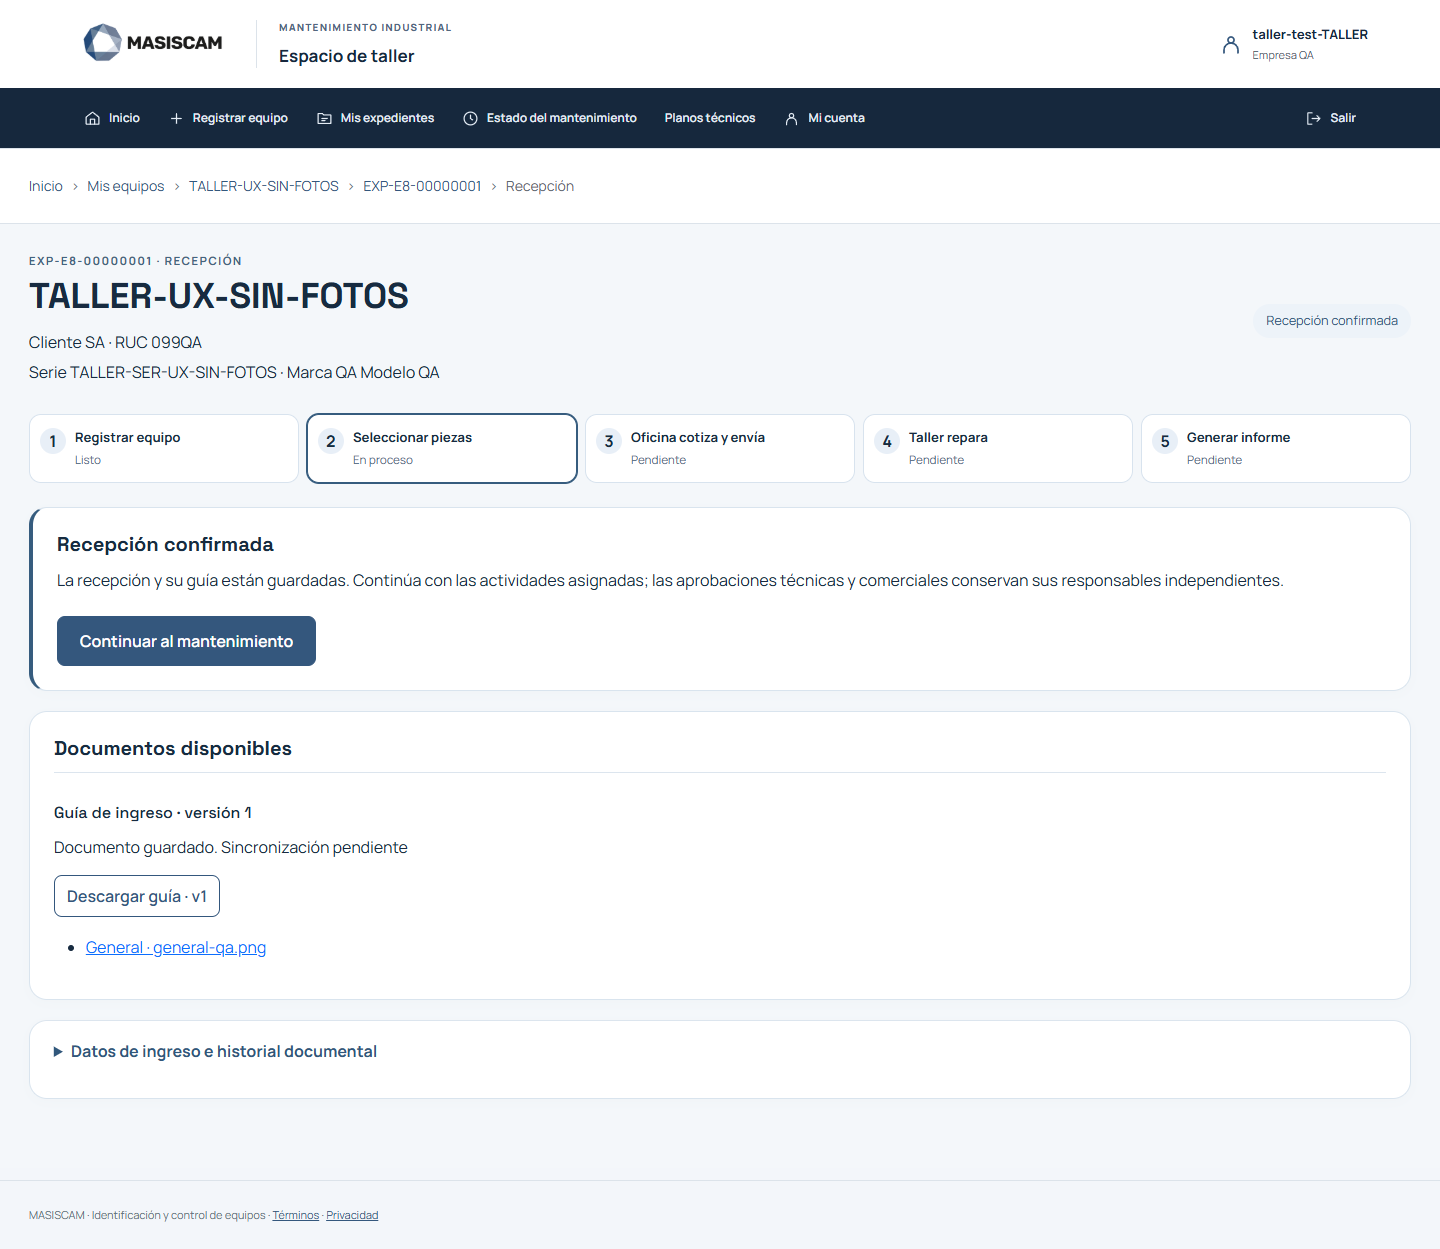 MASISCAM
MANTENIMIENTO INDUSTRIAL
Espacio de taller
taller-test-TALLER
Empresa QA
Inicio
Registrar equipo
Mis expedientes
Estado del mantenimiento
Planos técnicos
Mi cuenta
Salir
Inicio > Mis equipos > TALLER-UX-SIN-FOTOS > EXP-E8-00000001 > Recepción
EXP-E8-00000001 · RECEPCIÓN
TALLER-UX-SIN-FOTOS
Recepción confirmada
Cliente SA · RUC 099QA
Serie TALLER-SER-UX-SIN-FOTOS · Marca QA Modelo QA
1 Registrar equipo
Listo
2 Seleccionar piezas
En proceso
3 Oficina cotiza y envía
Pendiente
4 Taller repara
Pendiente
5 Generar informe
Pendiente
Recepción confirmada
La recepción y su guía están guardadas. Continúa con las actividades asignadas; las aprobaciones técnicas y comerciales conservan sus responsables independientes.
Continuar al mantenimiento
Documentos disponibles
Guía de ingreso · versión 1
Documento guardado. Sincronización pendiente
Descargar guía · v1
• General · general-qa.png
Datos de ingreso e historial documental
MASISCAM · Identificación y control de equipos · Términos · Privacidad